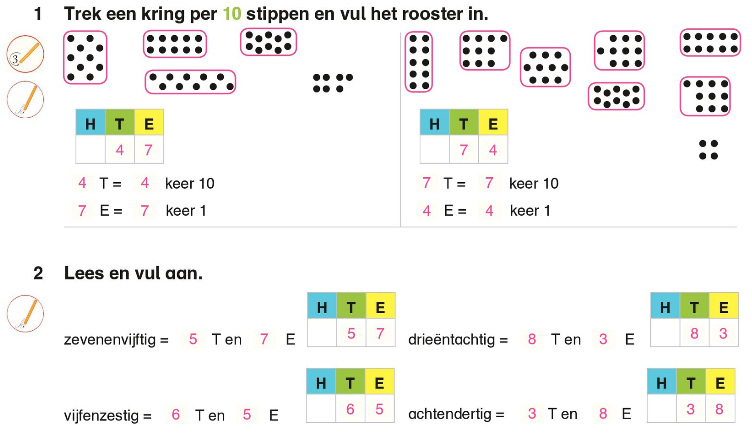 1 Trek een kring per 10 stippen en vul het rooster in.
3
H T E
4 7
4 T = 4 keer 10
7 E = 7 keer 1
H T E
7 4
7 T = 7 keer 10
4 E = 4 keer 1
2 Lees en vul aan.
zevenenvijftig = 5 T en 7 E
H T E
5 7
drieëntachtig = 8 T en 3 E
H T E
8 3
vijfenzestig = 6 T en 5 E
H T E
6 5
achtendertig = 3 T en 8 E
H T E
3 8